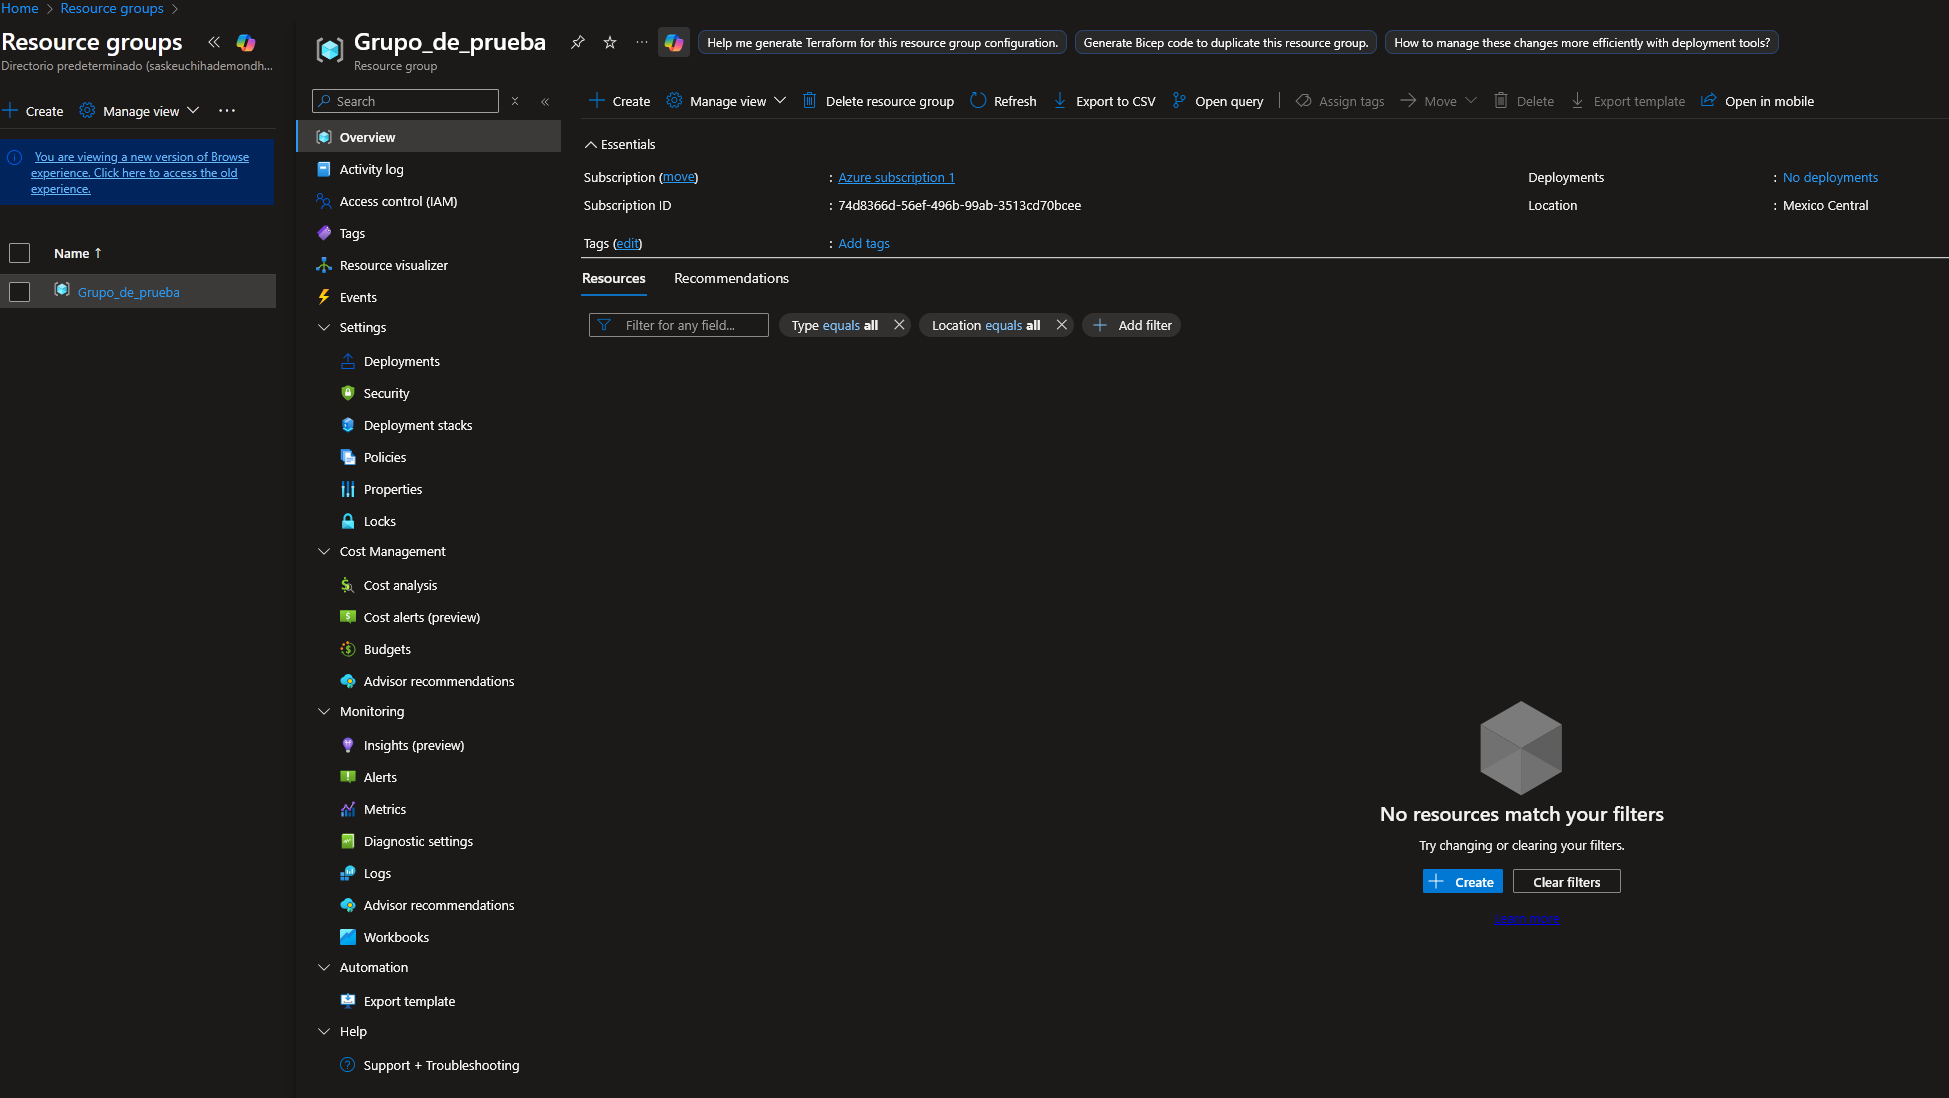 Home > Resource groups >
Resource groups
Directorio predeterminado (saskeuchihademondh...
Create Manage view
You are viewing a new version of Browse
experience. Click here to access the old
experience.
Name ↑
Grupo_de_prueba
Grupo_de_prueba
Resource group
Help me generate Terraform for this resource group configuration.
Generate Bicep code to duplicate this resource group.
How to manage these changes more efficiently with deployment tools?
Search
Overview
Activity log
Access control (IAM)
Tags
Resource visualizer
Events
Settings
Deployments
Security
Deployment stacks
Policies
Properties
Locks
Cost Management
Cost analysis
Cost alerts (preview)
Budgets
Advisor recommendations
Monitoring
Insights (preview)
Alerts
Metrics
Diagnostic settings
Logs
Advisor recommendations
Workbooks
Automation
Export template
Help
Support + Troubleshooting
Create Manage view Delete resource group Refresh Export to CSV Open query Assign tags Move Delete Export template Open in mobile
Essentials
Subscription (move) : Azure subscription 1
Subscription ID : 74d8366d-56ef-496b-99ab-3513cd70bcee
Tags (edit) : Add tags
Deployments : No deployments
Location : Mexico Central
Resources Recommendations
Filter for any field... Type equals all Location equals all Add filter
No resources match your filters
Try changing or clearing your filters.
Create Clear filters
Learn more